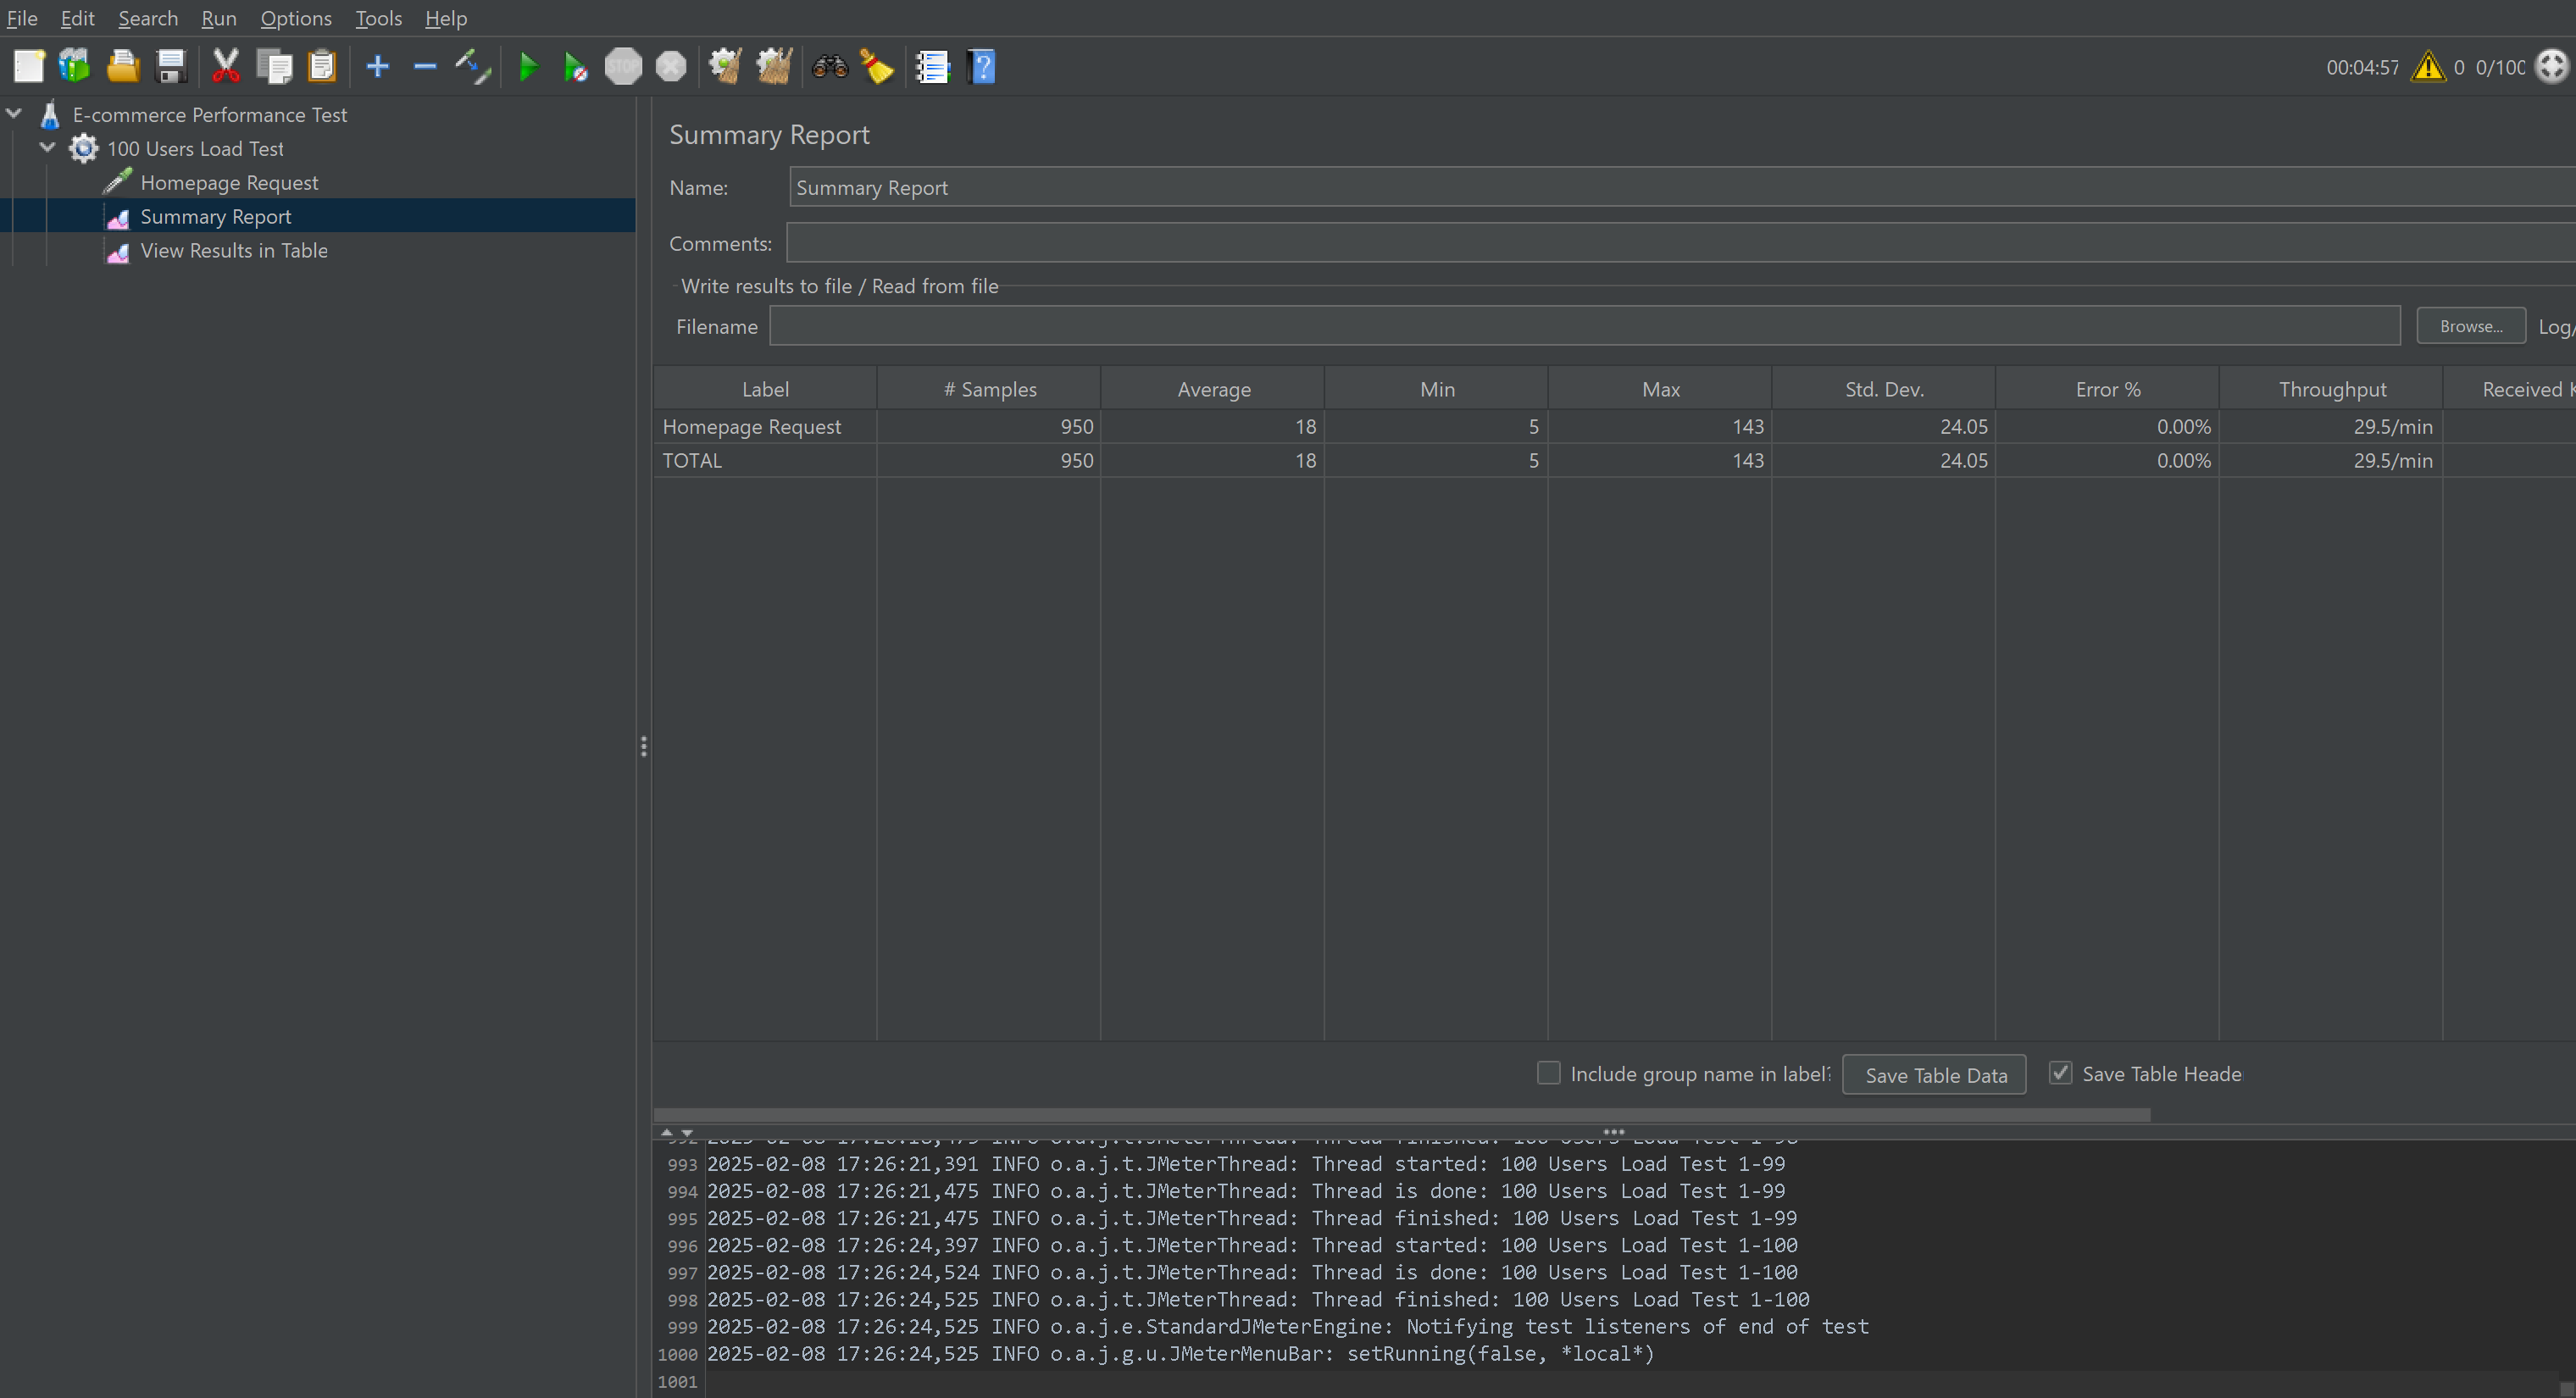 File Edit Search Run Options Tools Help
STOP
00:04:57 0 0/100
E-commerce Performance Test
100 Users Load Test
Homepage Request
Summary Report
View Results in Table
Summary Report
Name: Summary Report
Comments:
Write results to file / Read from file
Filename Browse... Log/
Label # Samples Average Min Max Std. Dev. Error % Throughput Received K
Homepage Request 950 18 5 143 24.05 0.00% 29.5/min
TOTAL 950 18 5 143 24.05 0.00% 29.5/min
Include group name in label? Save Table Data Save Table Heade
993 2025-02-08 17:26:21,391 INFO o.a.j.t.JMeterThread: Thread started: 100 Users Load Test 1-99
994 2025-02-08 17:26:21,475 INFO o.a.j.t.JMeterThread: Thread is done: 100 Users Load Test 1-99
995 2025-02-08 17:26:21,475 INFO o.a.j.t.JMeterThread: Thread finished: 100 Users Load Test 1-99
996 2025-02-08 17:26:24,397 INFO o.a.j.t.JMeterThread: Thread started: 100 Users Load Test 1-100
997 2025-02-08 17:26:24,524 INFO o.a.j.t.JMeterThread: Thread is done: 100 Users Load Test 1-100
998 2025-02-08 17:26:24,525 INFO o.a.j.t.JMeterThread: Thread finished: 100 Users Load Test 1-100
999 2025-02-08 17:26:24,525 INFO o.a.j.e.StandardJMeterEngine: Notifying test listeners of end of test
1000 2025-02-08 17:26:24,525 INFO o.a.j.g.u.JMeterMenuBar: setRunning(false, *local*)
1001